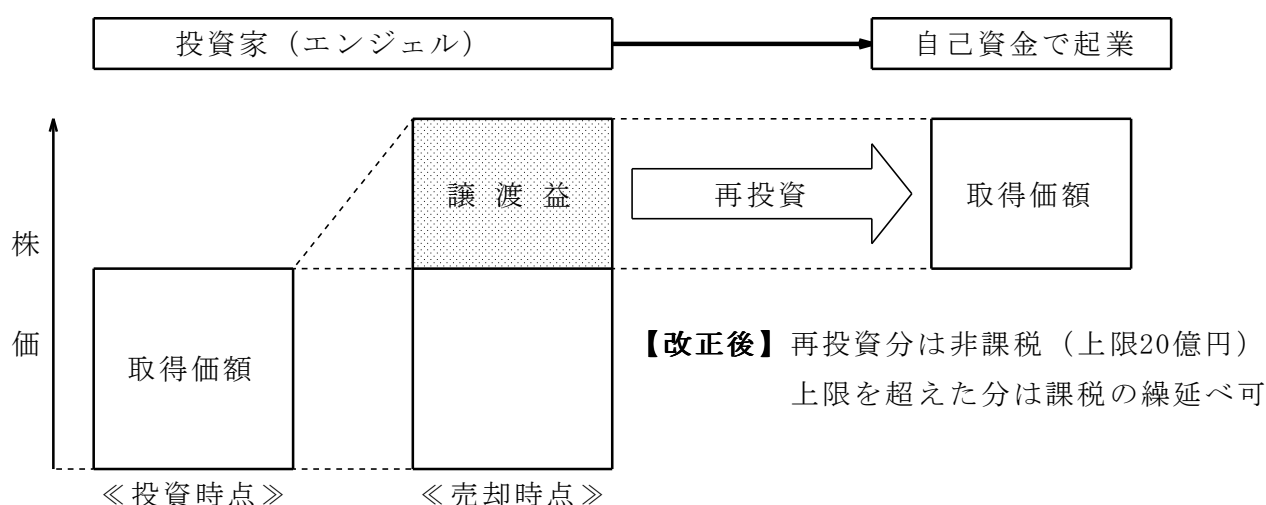 投資家（エンジェル）
自己資金で起業
株
価
取得価額
譲渡益
再投資
取得価額
【改正後】再投資分は非課税（上限20億円）
上限を超えた分は課税の繰延べ可
≪投資時点≫
≪売却時点≫